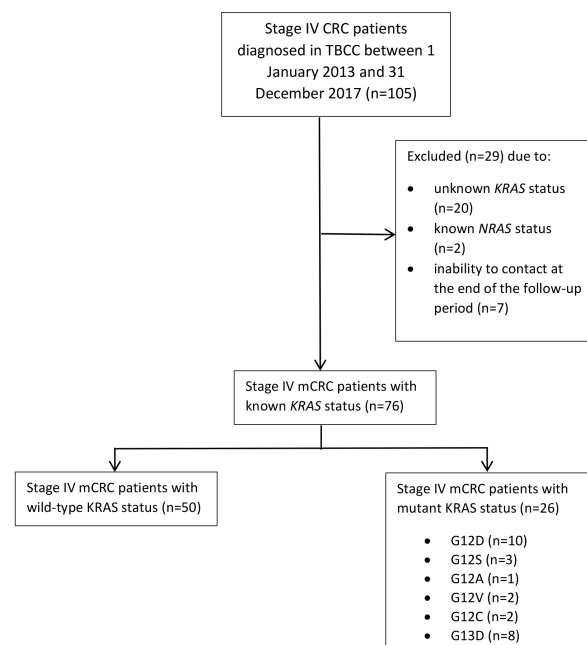 Stage IV CRC patients
diagnosed in TBCC between 1
January 2013 and 31
December 2017 (n=105)
Excluded (n=29) due to:
• unknown KRAS status
(n=20)
• known NRAS status
(n=2)
• inability to contact at
the end of the follow-up
period (n=7)
Stage IV mCRC patients with
known KRAS status (n=76)
Stage IV mCRC patients with
wild-type KRAS status (n=50)
Stage IV mCRC patients with
mutant KRAS status (n=26)
• G12D (n=10)
• G12S (n=3)
• G12A (n=1)
• G12V (n=2)
• G12C (n=2)
• G13D (n=8)